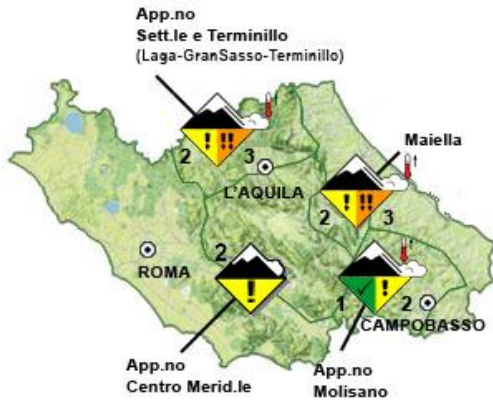 App.no
Sett.le e Terminillo
(Laga-GranSasso-Terminillo)
! !!
2 3
L'AQUILA
Maiella
! !!
2 3
ROMA
2
!
!
1 2
CAMPOBASSO
App.no
Centro Merid.le
App.no
Molisano